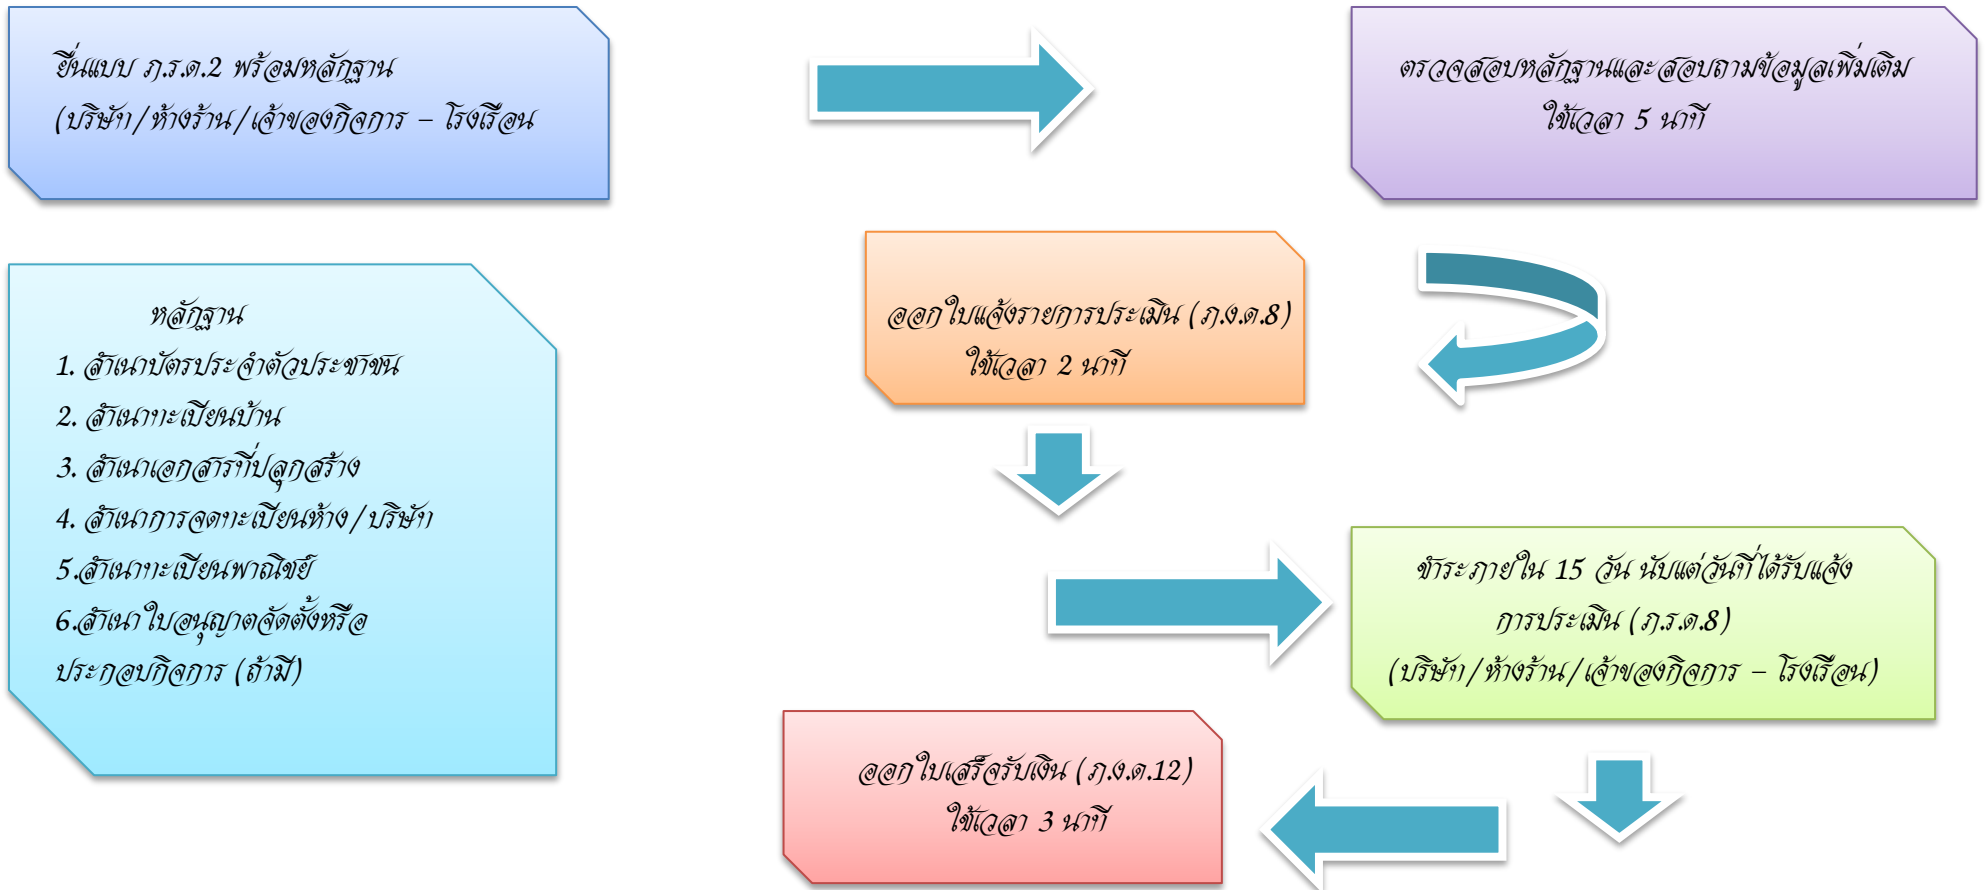 ยื่นแบบ ภ.ร.ด.2 พร้อมหลักฐาน
(บริษัท/ห้างร้าน/เจ้าของกิจการ – โรงเรือน
ตรวจสอบหลักฐานและสอบถามข้อมูลเพิ่มเติม
ใช้เวลา 5 นาที
หลักฐาน
1. สำเนาบัตรประจำตัวประชาชน
2. สำเนาทะเบียนบ้าน
3. สำเนาเอกสารที่ปลุกสร้าง
4. สำเนาการจดทะเบียนห้าง/บริษัท
5.สำเนาทะเบียนพาณิชย์
6.สำเนาใบอนุญาตจัดตั้งหรือ
ประกอบกิจการ (ถ้ามี)
ออกใบแจ้งรายการประเมิน (ภ.ง.ด.8)
ใช้เวลา 2 นาที
ชำระภายใน 15 วัน นับแต่วันที่ได้รับแจ้ง
การประเมิน (ภ.ร.ด.8)
(บริษัท/ห้างร้าน/เจ้าของกิจการ – โรงเรือน)
ออกใบเสร็จรับเงิน (ภ.ง.ด.12)
ใช้เวลา 3 นาที